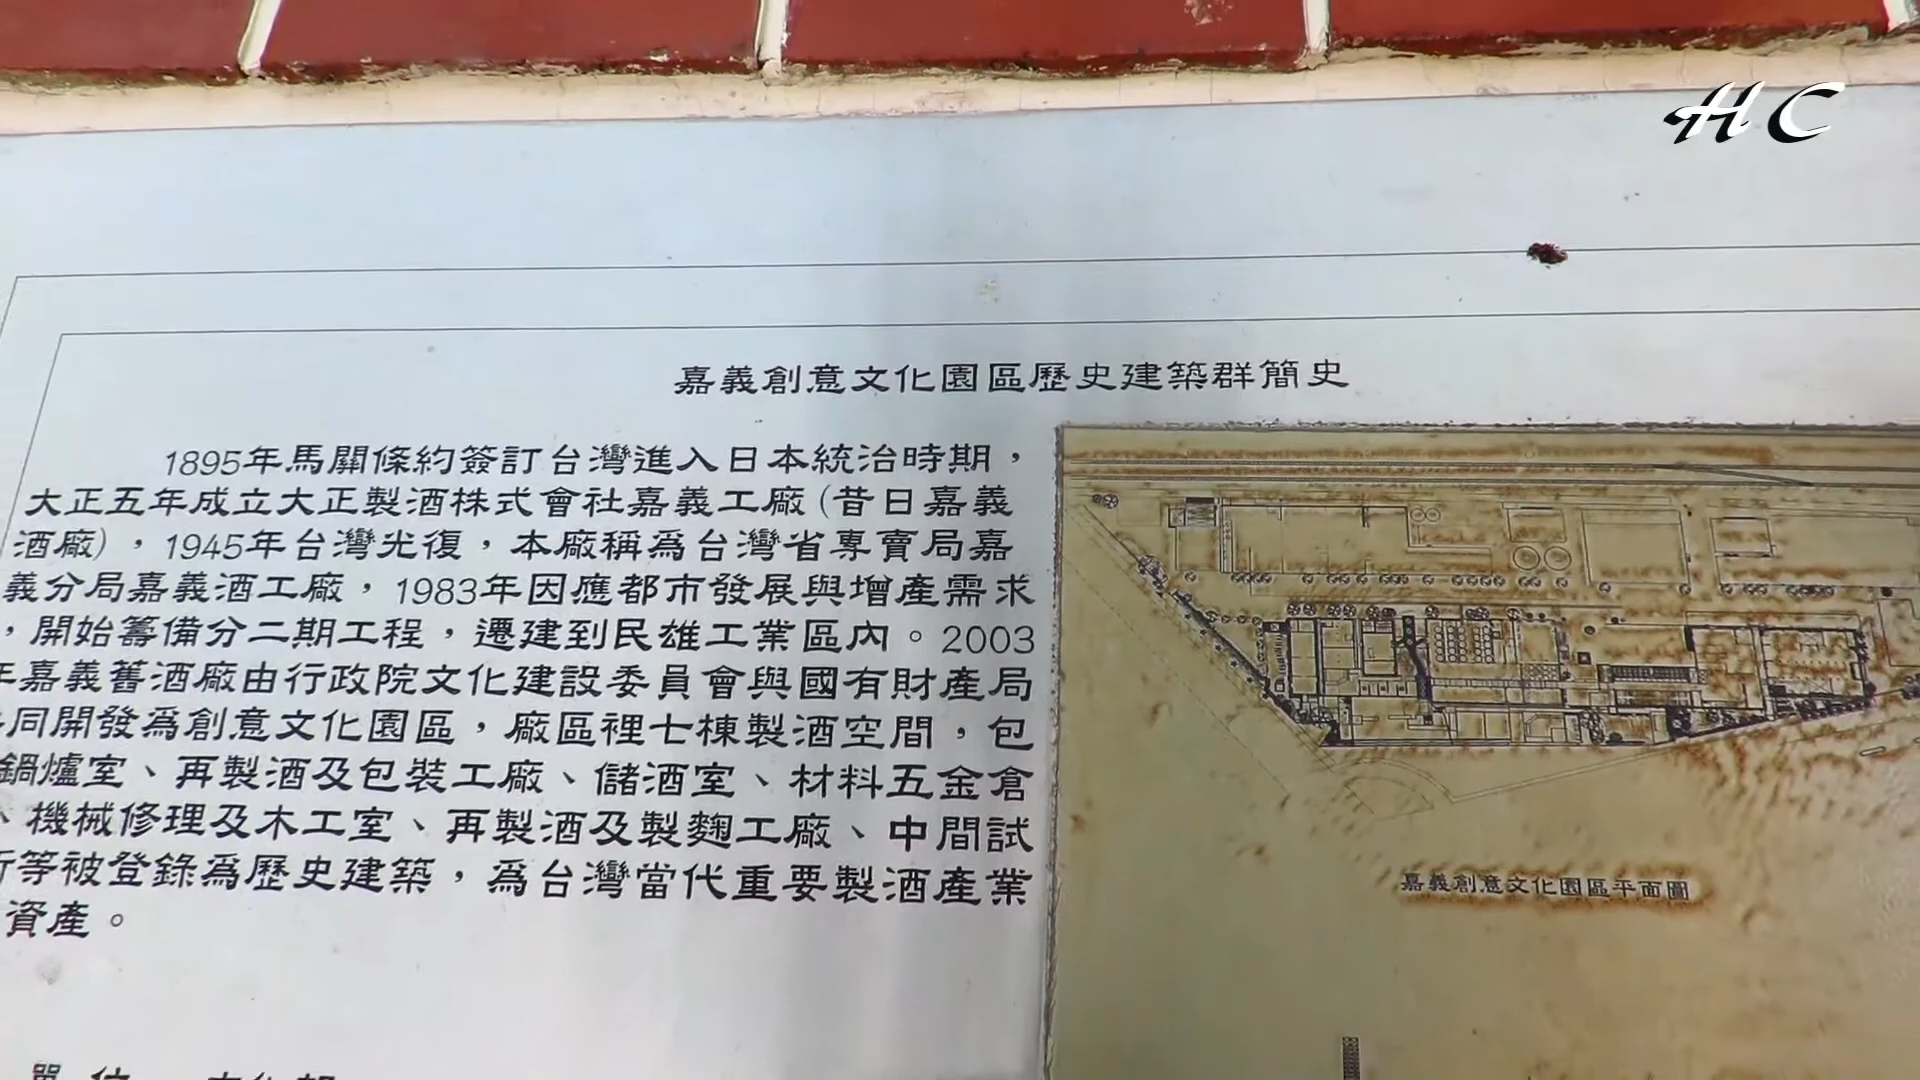 HC
嘉義創意文化園區歷史建築群簡史
1895年馬關條約簽訂台灣進入日本統治時期，
大正五年成立大正製酒株式會社嘉義工廠(昔日嘉義
酒廠)，1945年台灣光復，本廠稱為台灣省專賣局嘉
義分局嘉義酒工廠，1983年因應都市發展與增產需求
，開始籌備分二期工程，遷建到民雄工業區內。2003
年嘉義舊酒廠由行政院文化建設委員會與國有財產局
同開發為創意文化園區，廠區裡七棟製酒空間，包
鍋爐室、再製酒及包裝工廠、儲酒室、材料五金倉
、機械修理及木工室、再製酒及製麴工廠、中間試
所等被登錄為歷史建築，為台灣當代重要製酒產業
資產。
嘉義創意文化園區平面圖